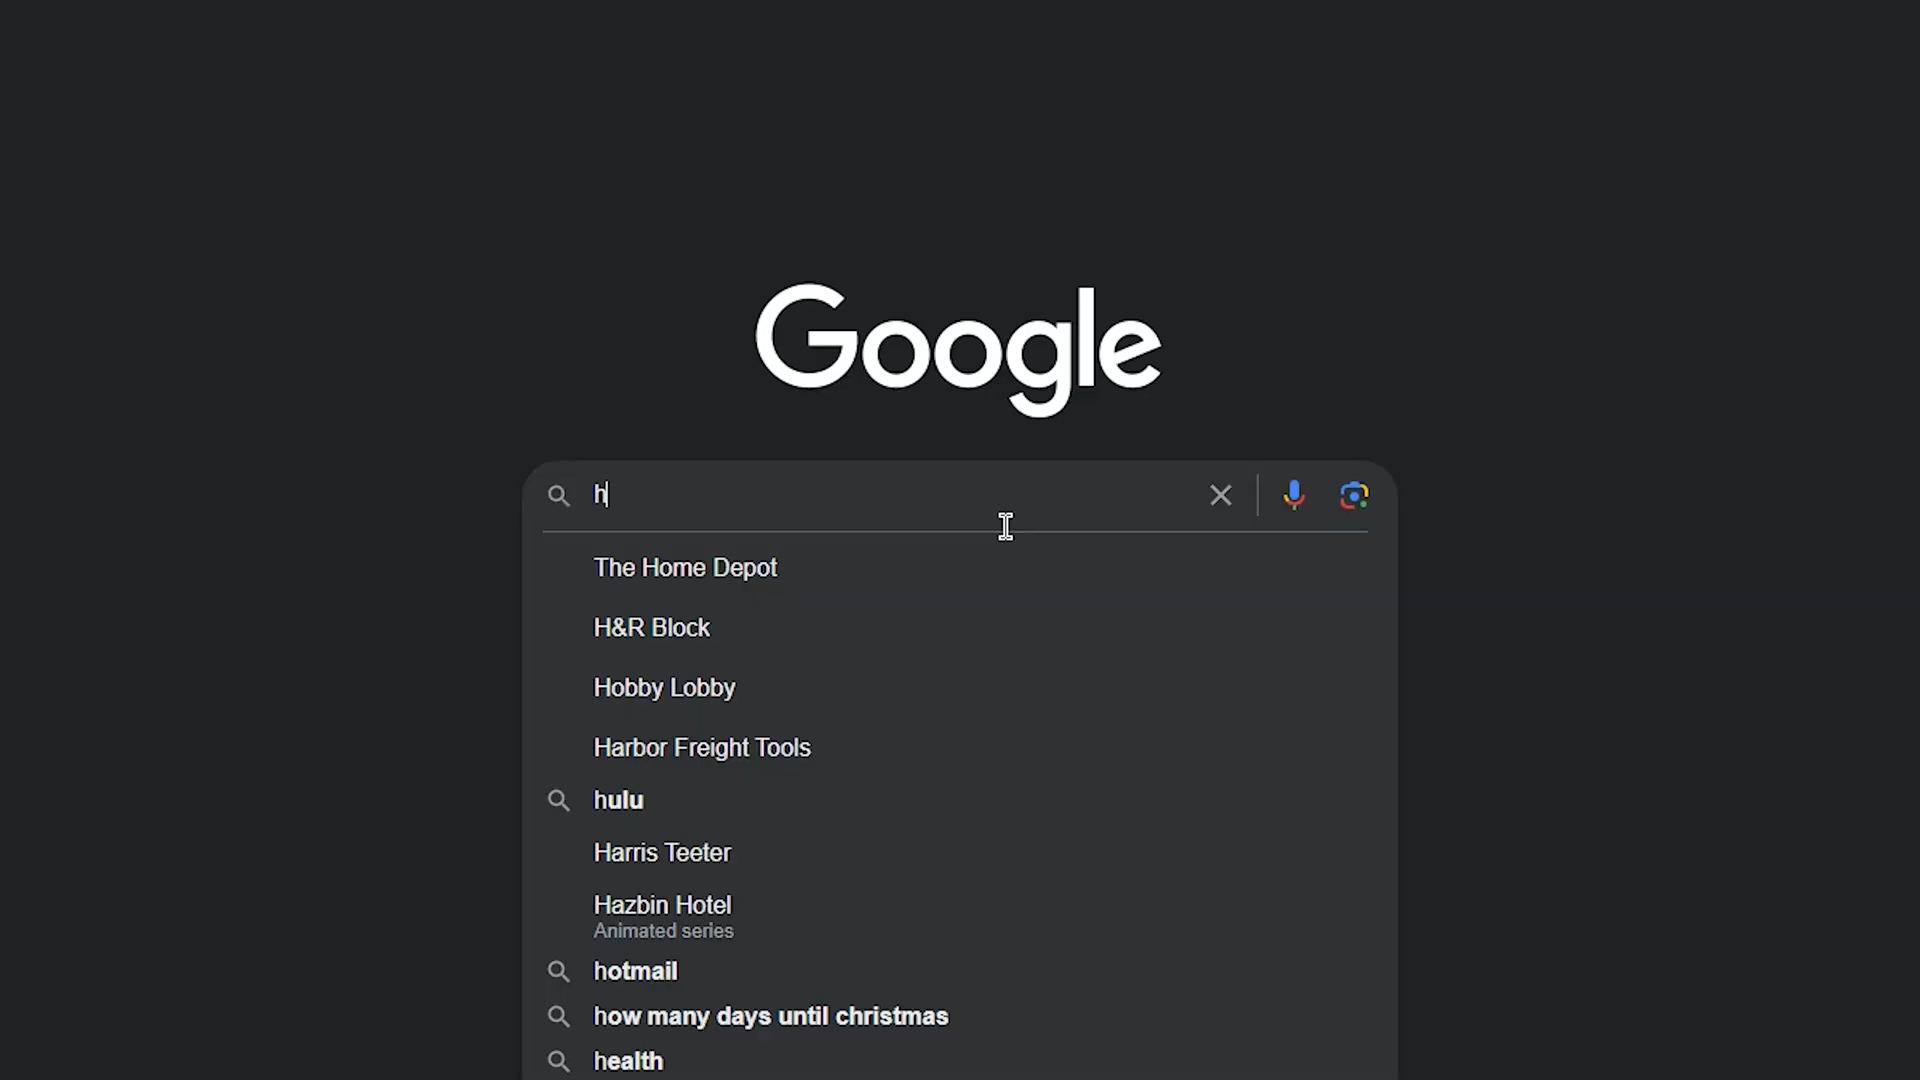 Google
h
The Home Depot
H&R Block
Hobby Lobby
Harbor Freight Tools
hulu
Harris Teeter
Hazbin Hotel
Animated series
hotmail
how many days until christmas
health